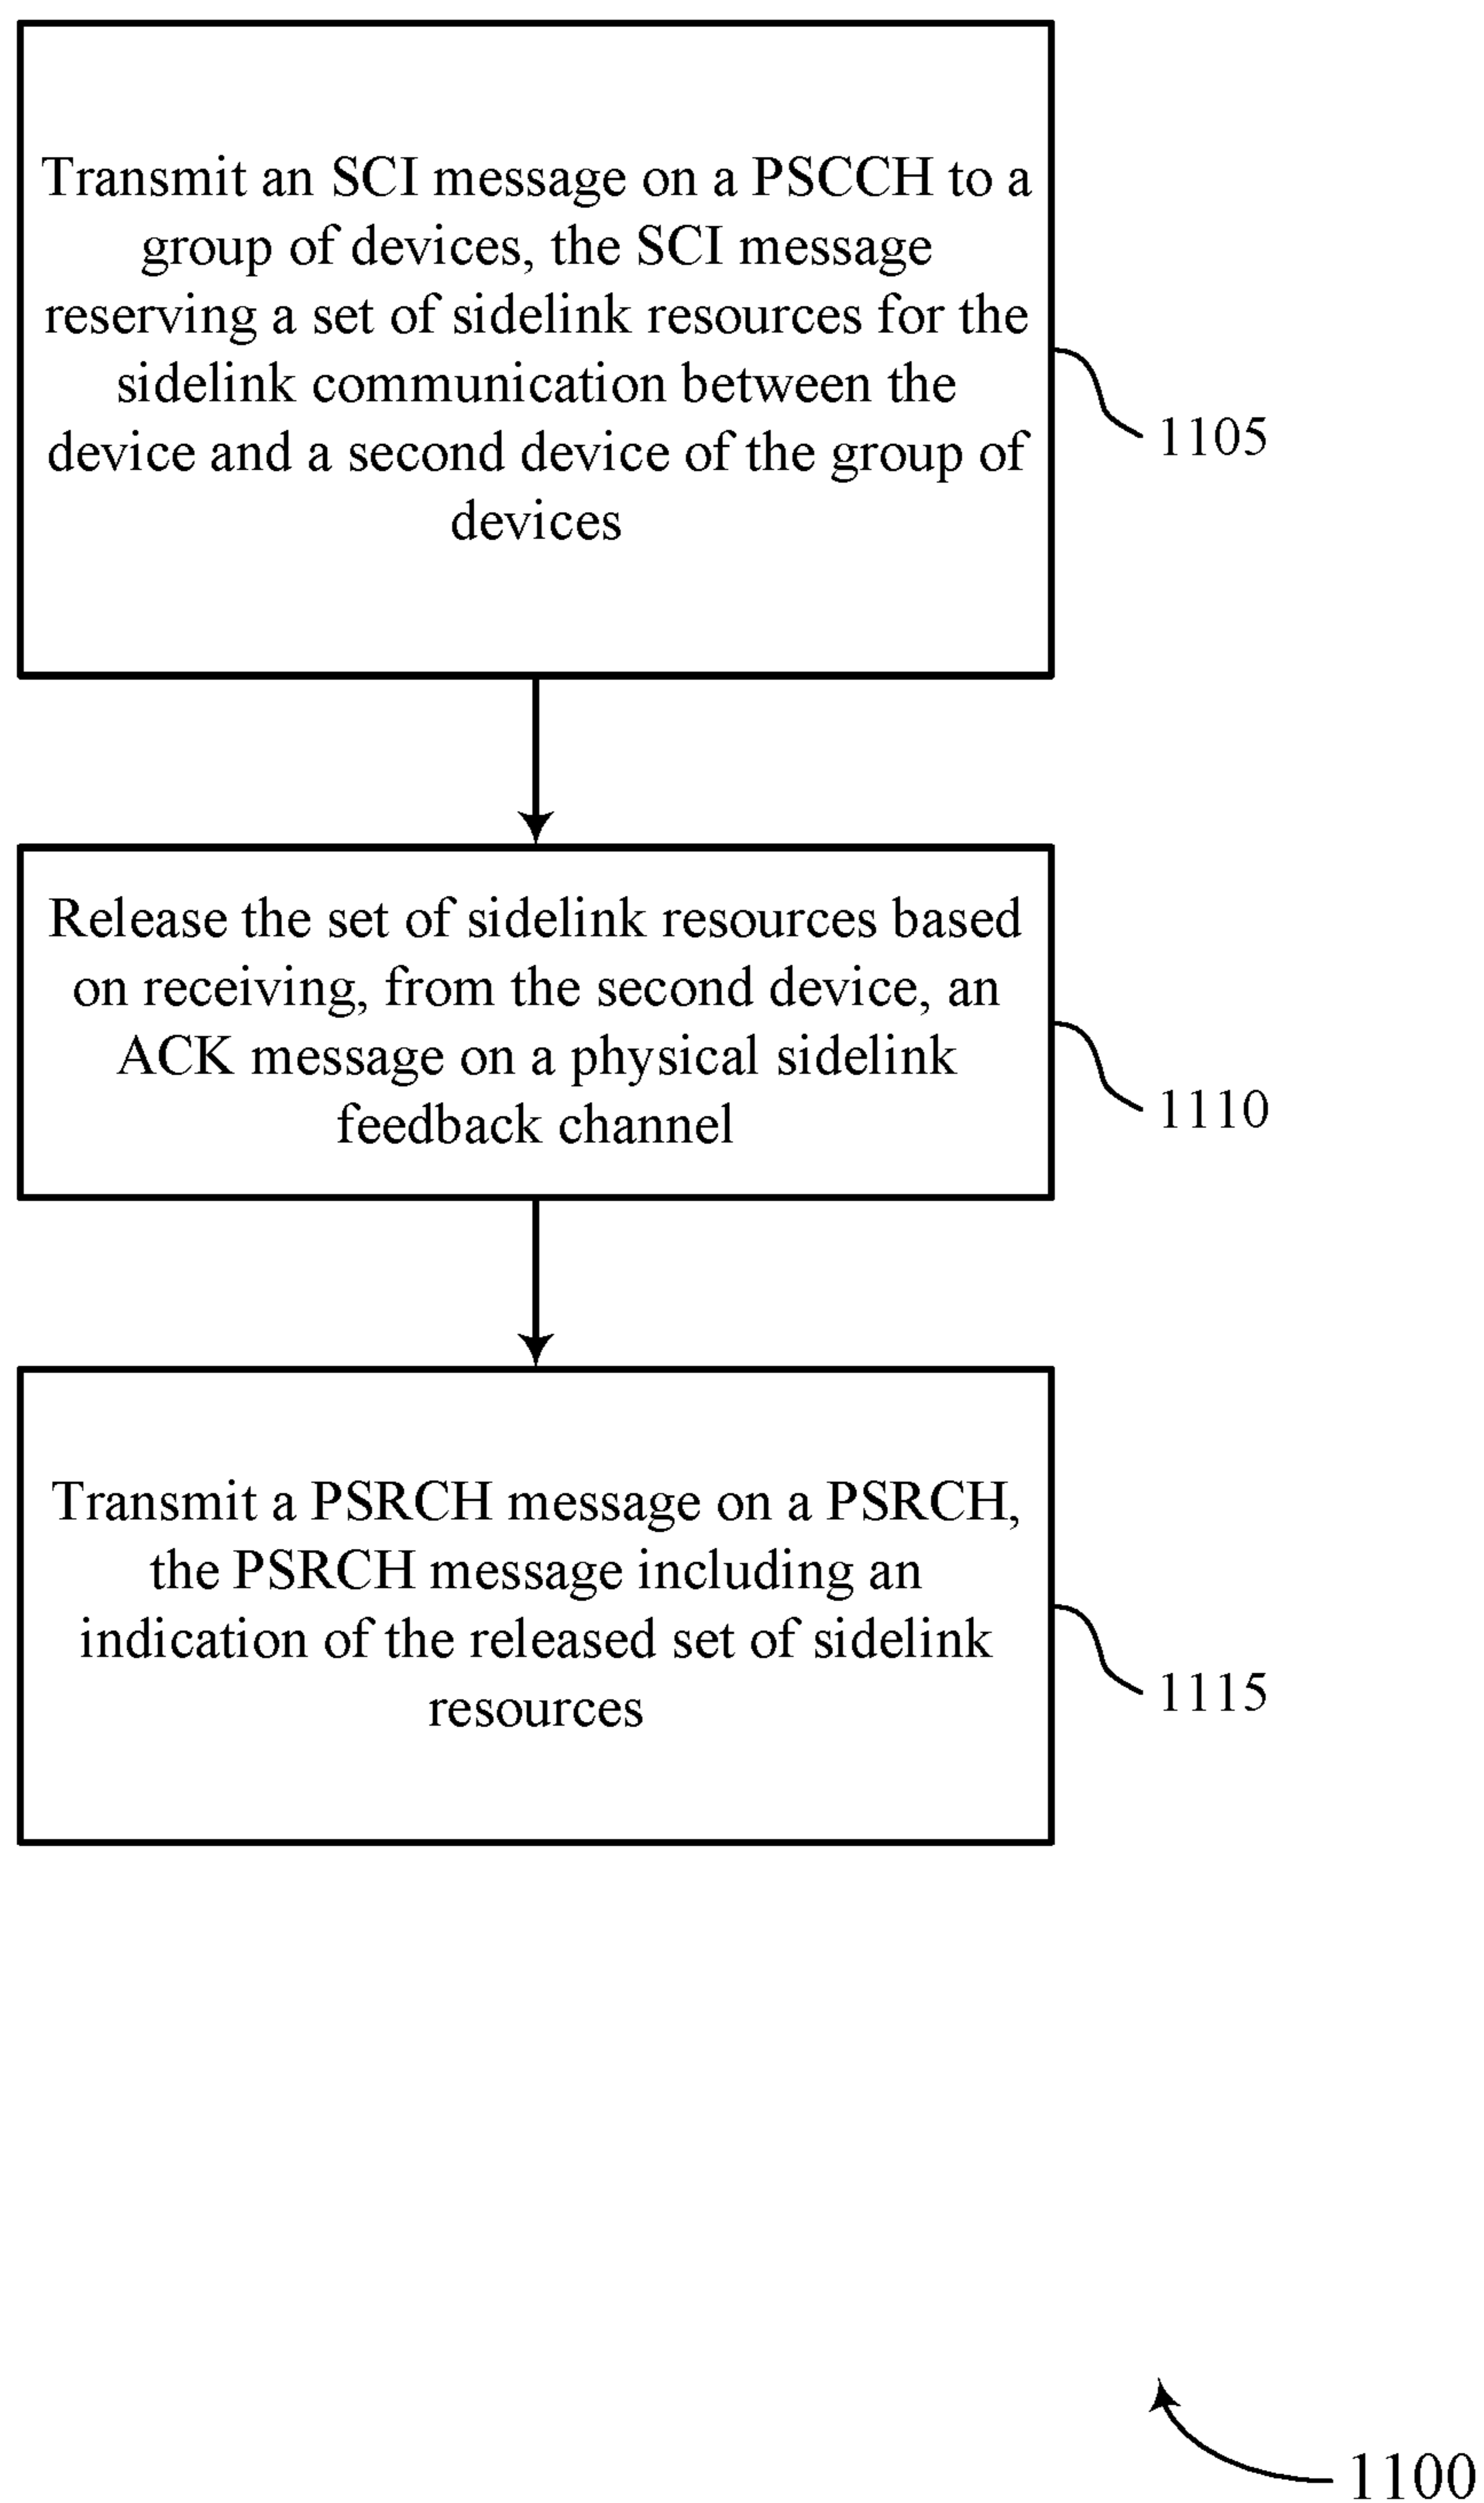 Transmit an SCI message on a PSCCH to a
group of devices, the SCI message
reserving a set of sidelink resources for the
sidelink communication between the
device and a second device of the group of
devices
1105
Release the set of sidelink resources based
on receiving, from the second device, an
ACK message on a physical sidelink
feedback channel
1110
Transmit a PSRCH message on a PSRCH,
the PSRCH message including an
indication of the released set of sidelink
resources
1115
1100